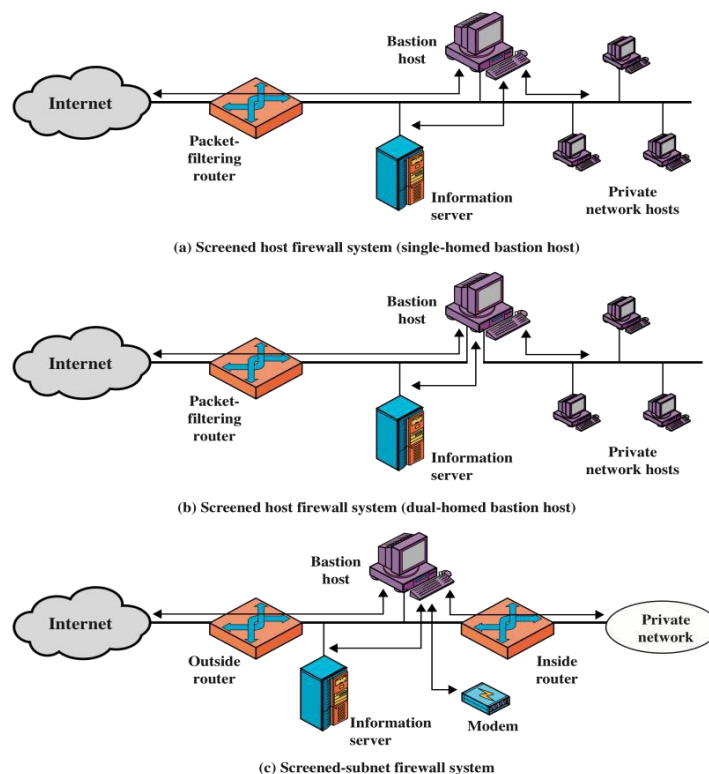 Bastion
host
Internet
Packet-
filtering
router
Information
server
Private
network hosts
(a) Screened host firewall system (single-homed bastion host)
Bastion
host
Internet
Packet-
filtering
router
Information
server
Private
network hosts
(b) Screened host firewall system (dual-homed bastion host)
Bastion
host
Internet
Private
network
Outside
router
Inside
router
Information
server
Modem
(c) Screened-subnet firewall system